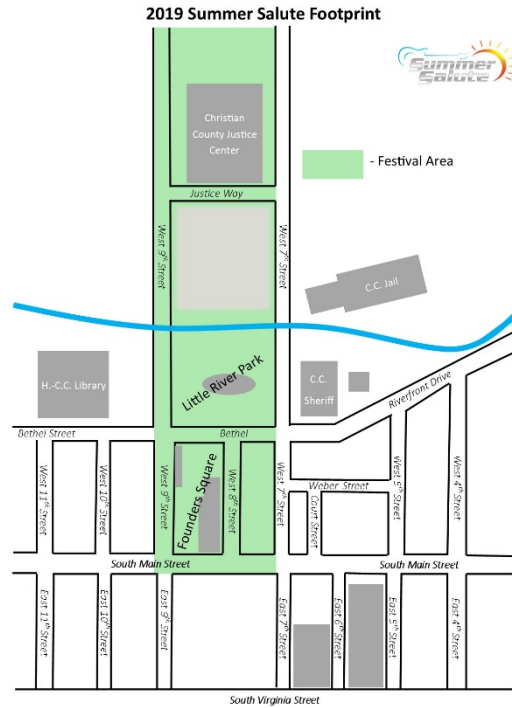 2019 Summer Salute Footprint
Summer
Salute
Christian
County Justice
Center
- Festival Area
Justice Way
West 9th Street
West 7th Street
C.C. Jail
H.-C.C. Library
Little River Park
C.C.
Sheriff
Riverfront Drive
Bethel Street
Bethel
West 11th Street
West 10th Street
West 9th Street
Founders Square
West 8th Street
West 7th Street
Weber Street
Court Street
West 5th Street
West 4th Street
South Main Street
South Main Street
East 11th Street
East 10th Street
East 9th Street
East 7th Street
East 6th Street
East 5th Street
East 4th Street
South Virginia Street